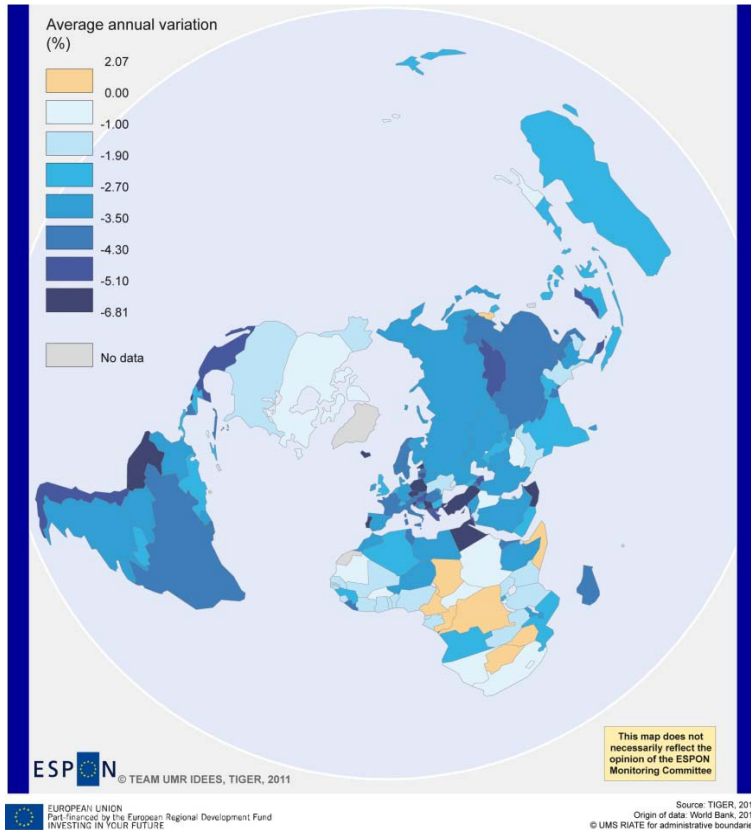 Average annual variation
(%)
2.07
0.00
-1.00
-1.90
-2.70
-3.50
-4.30
-5.10
-6.81
No data
This map does not
necessarily reflect the
opinion of the ESPON
Monitoring Committee
ESPON © TEAM UMR IDEES, TIGER, 2011
EUROPEAN UNION
Part-financed by the European Regional Development Fund
INVESTING IN YOUR FUTURE
Source: TIGER, 201
Origin of data: World Bank, 201
© UMS RIATE for administrative boundarie